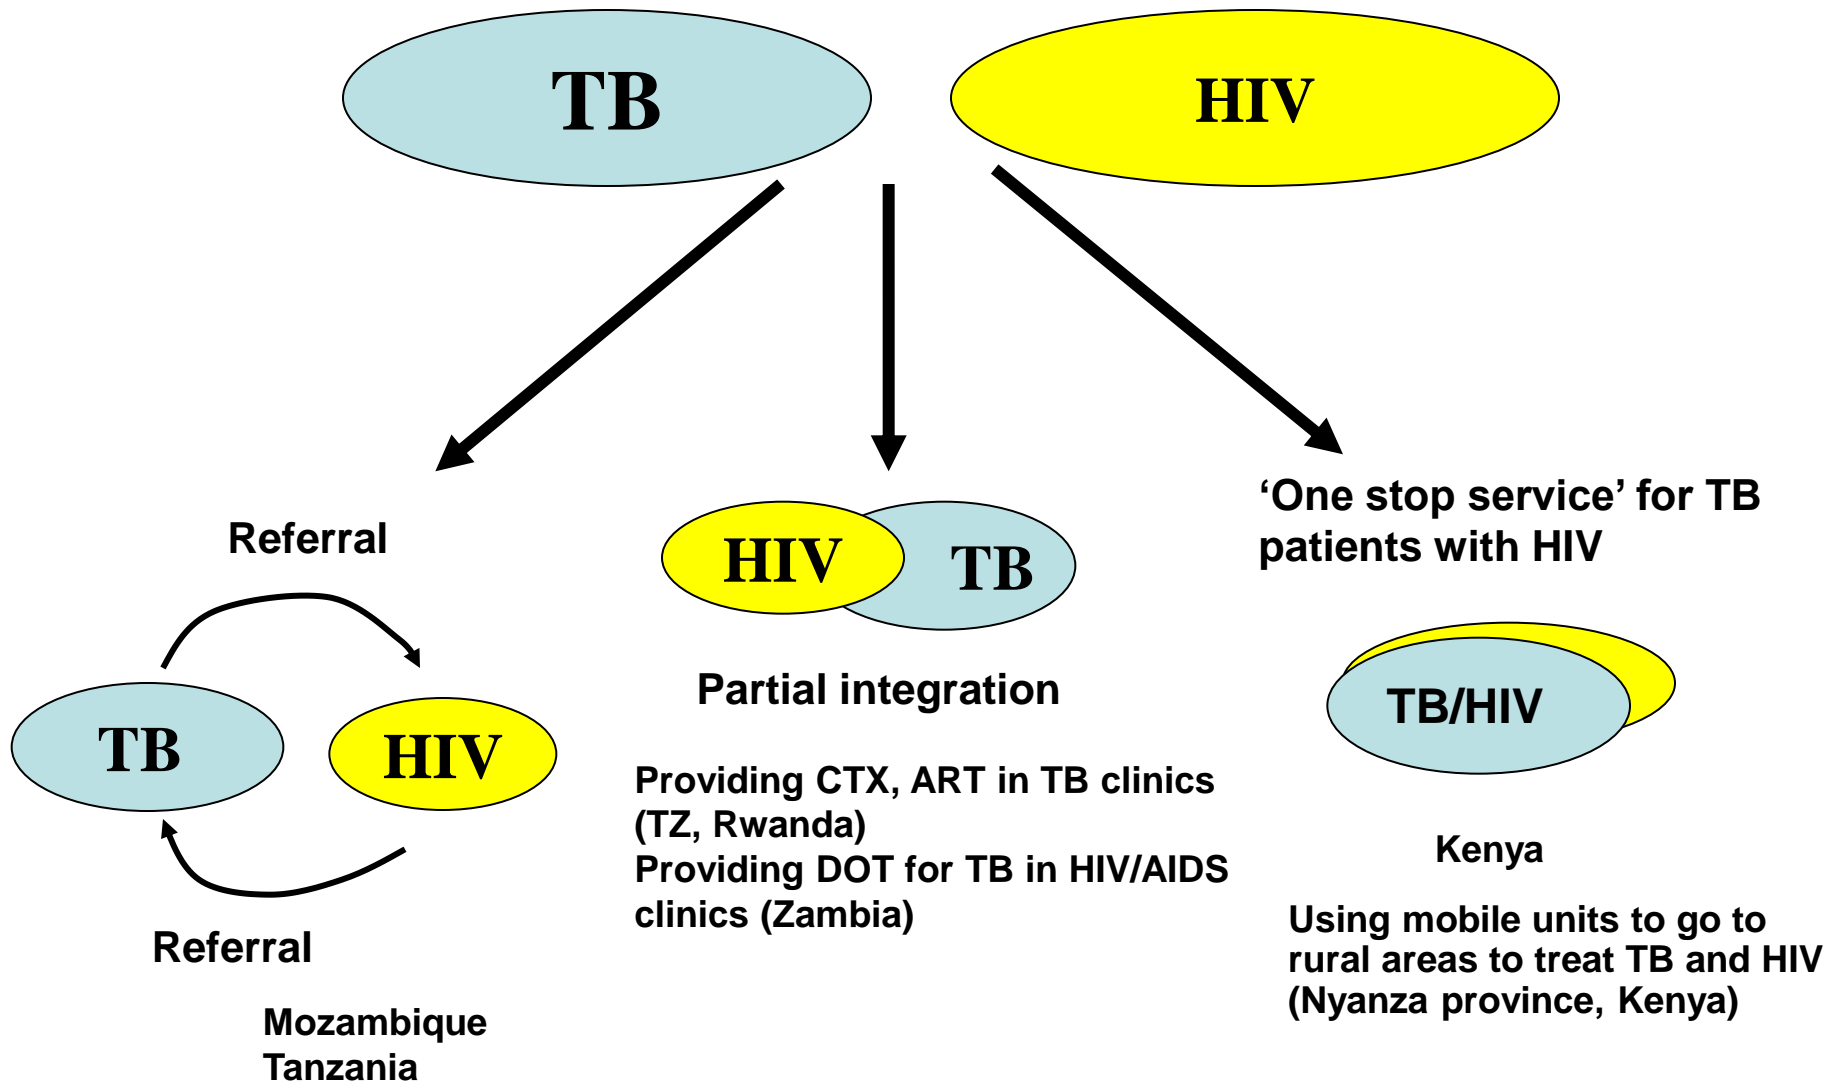 TB
HIV
Referral
TB
HIV
Referral
Mozambique
Tanzania
HIV
TB
Partial integration
Providing CTX, ART in TB clinics
(TZ, Rwanda)
Providing DOT for TB in HIV/AIDS
clinics (Zambia)
‘One stop service’ for TB
patients with HIV
TB/HIV
Kenya
Using mobile units to go to
rural areas to treat TB and HIV
(Nyanza province, Kenya)